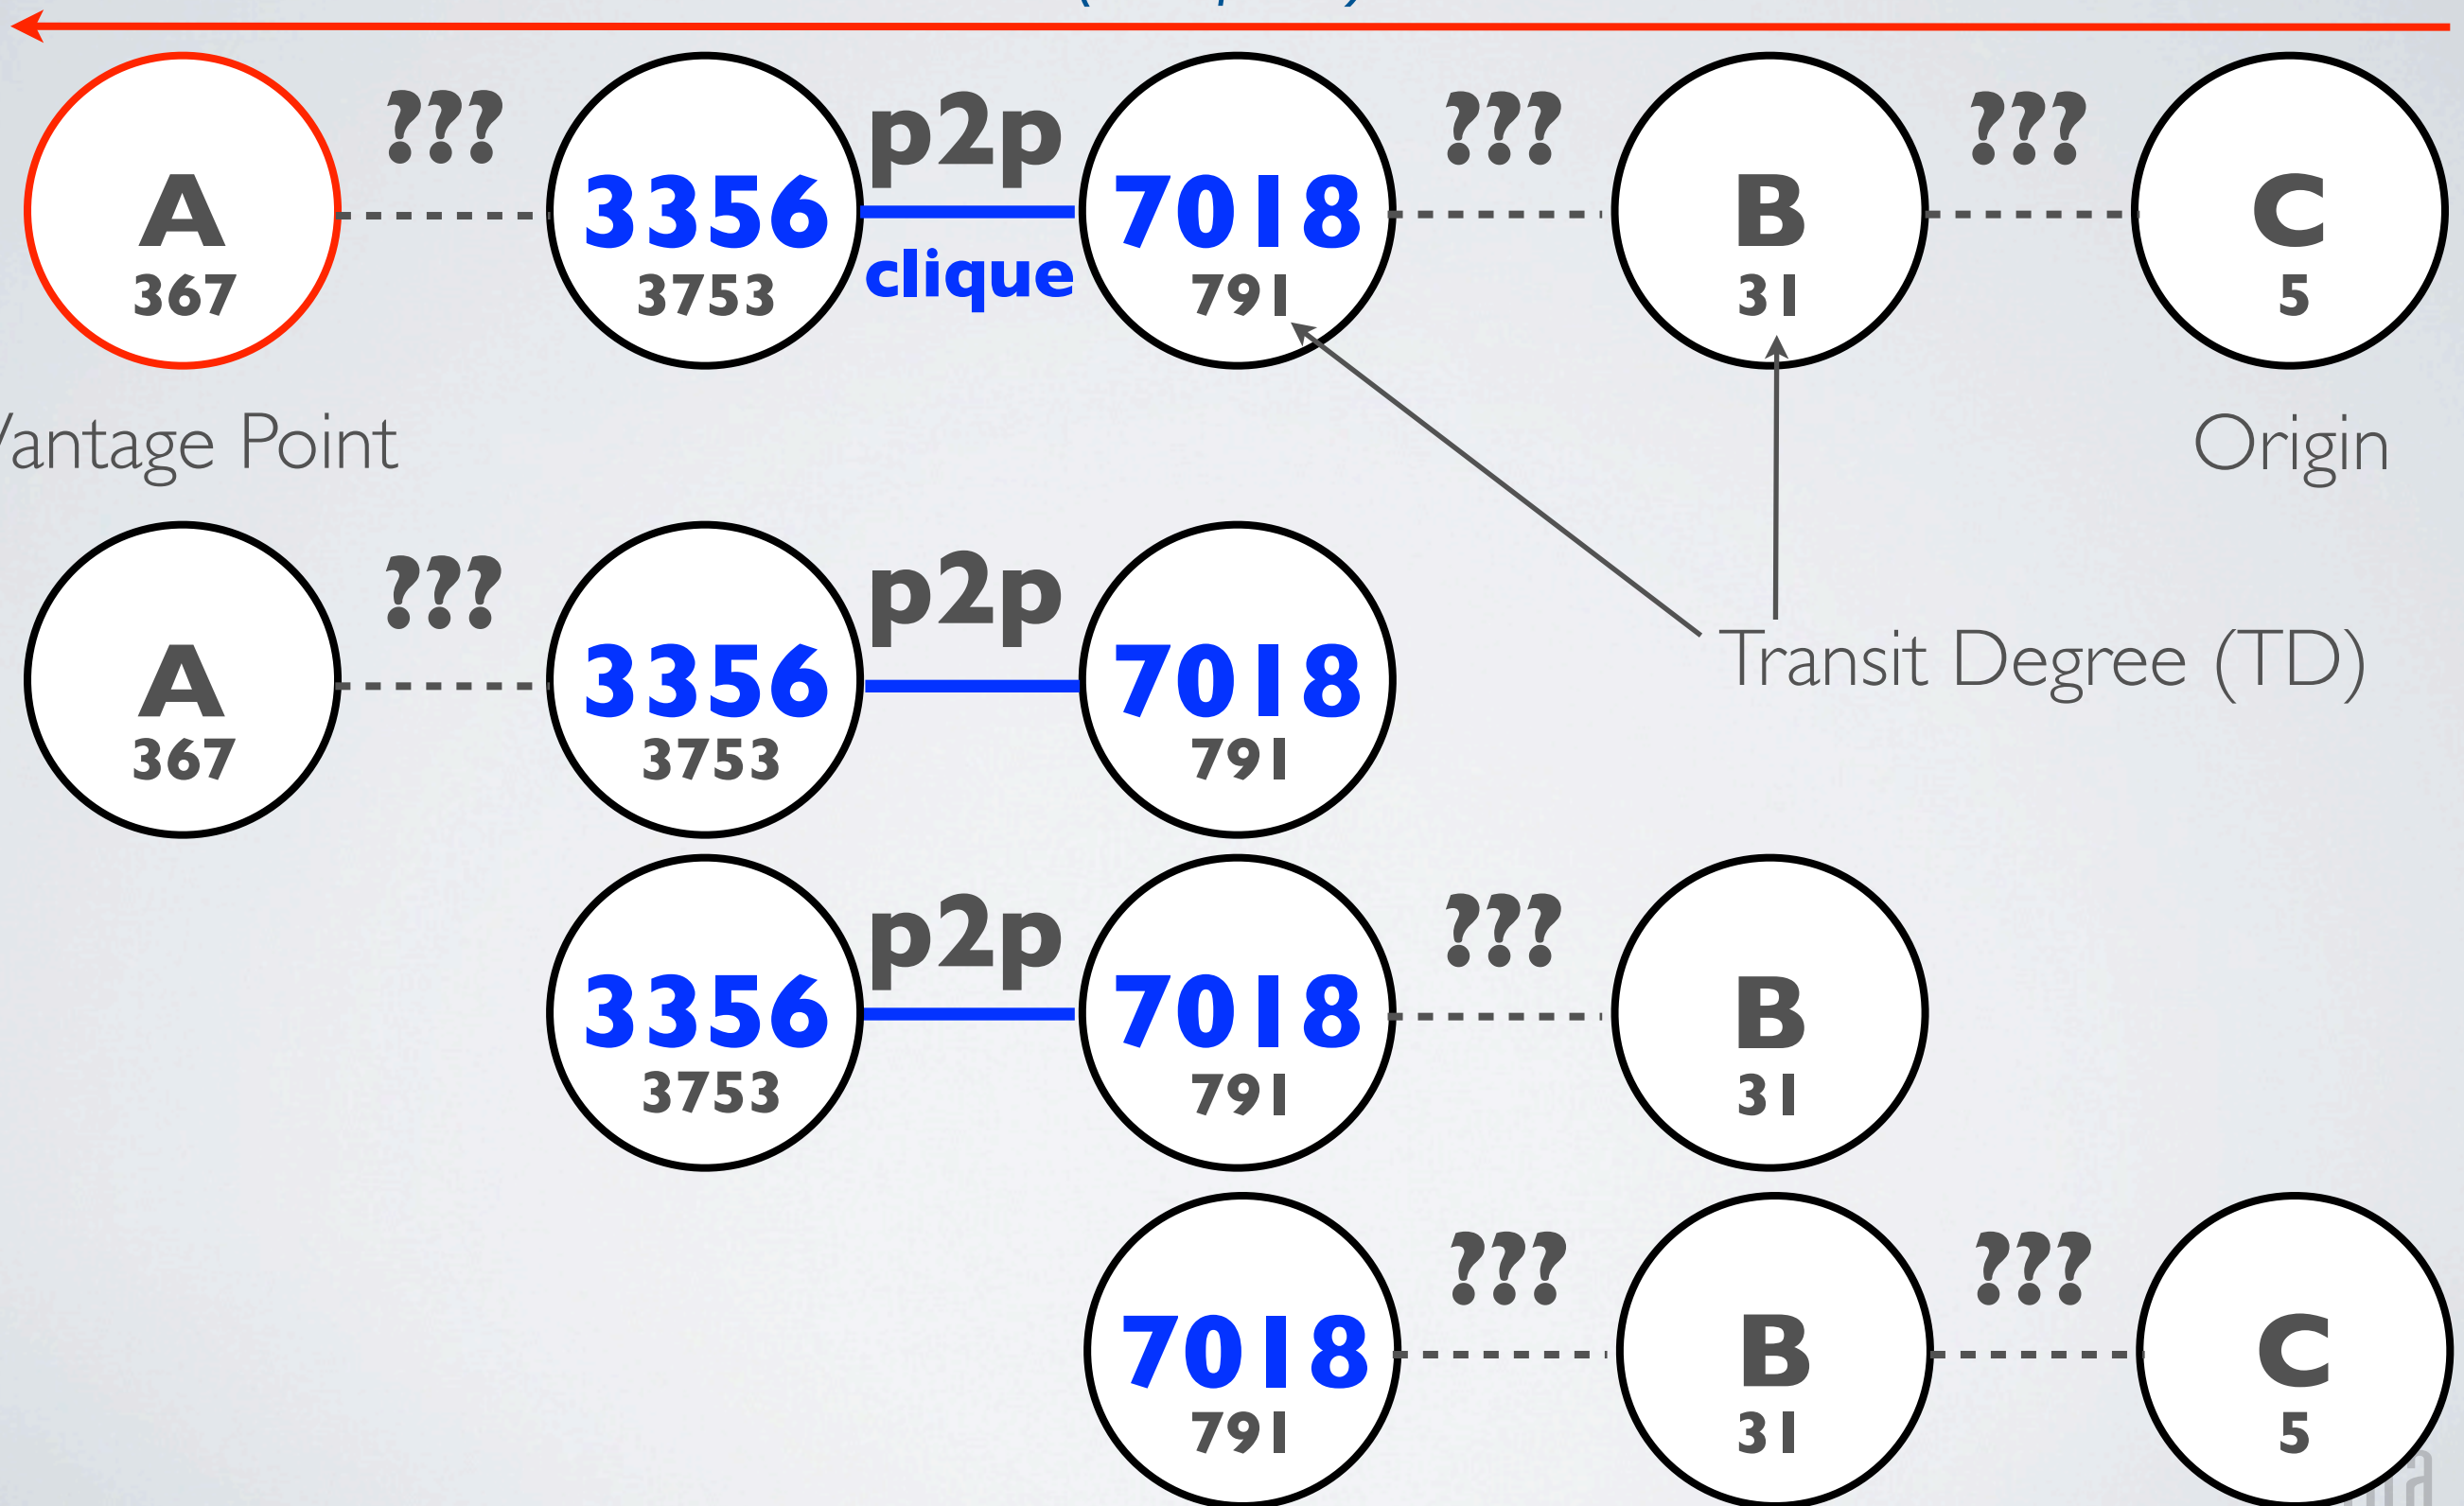 A ??? 3356 p2p 7018 ??? B ??? C
367 3753 clique 791 31 5
Vantage Point Origin
A ??? 3356 p2p 7018
367 3753 791
Transit Degree (TD)
3356 p2p 7018 ??? B
3753 791 31
7018 ??? B ??? C
791 31 5